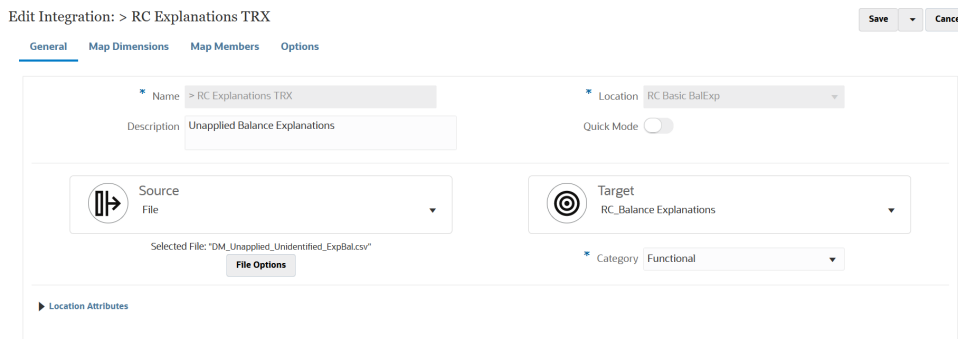 Edit Integration: > RC Explanations TRX
Save
Cance
General Map Dimensions Map Members Options
* Name > RC Explanations TRX
* Location RC Basic BalExp
Description Unapplied Balance Explanations
Quick Mode
Source
File
Target
RC_Balance Explanations
Selected File: "DM_Unapplied_Unidentified_ExpBal.csv"
File Options
* Category Functional
Location Attributes